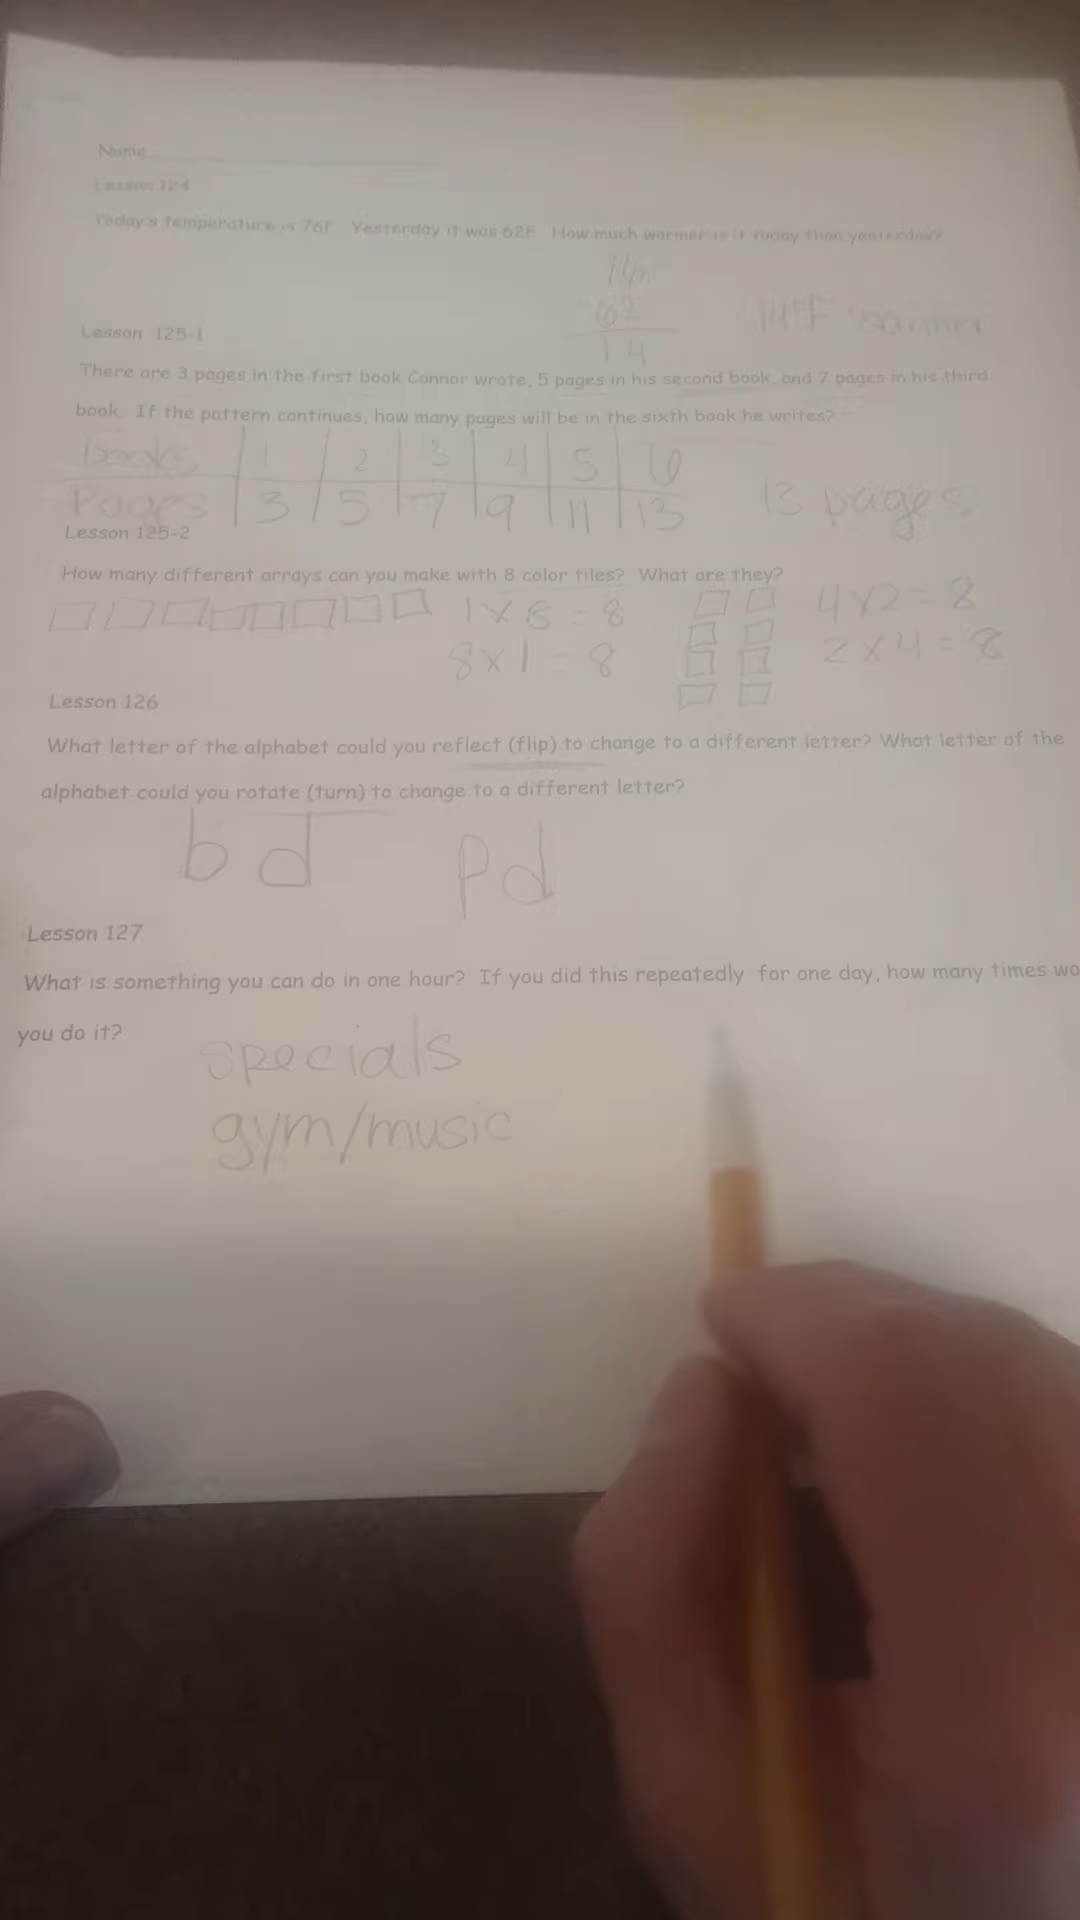 Name
Lesson 124
Today's temperature is 76F. Yesterday it was 62F. How much warmer is it today than yesterday?
62
14
14°F warmer
Lesson 125-1
There are 3 pages in the first book Connor wrote, 5 pages in his second book, and 7 pages in his third
book. If the pattern continues, how many pages will be in the sixth book he writes?
books 1 2 3 4 5 6
Pages 3 5 7 9 11 13
13 pages
Lesson 125-2
How many different arrays can you make with 8 color tiles? What are they?
1 x 8 = 8
8 x 1 = 8
4 x 2 = 8
2 x 4 = 8
Lesson 126
What letter of the alphabet could you reflect (flip) to change to a different letter? What letter of the
alphabet could you rotate (turn) to change to a different letter?
b d p d
Lesson 127
What is something you can do in one hour? If you did this repeatedly for one day, how many times wo
you do it?
specials
gym/music